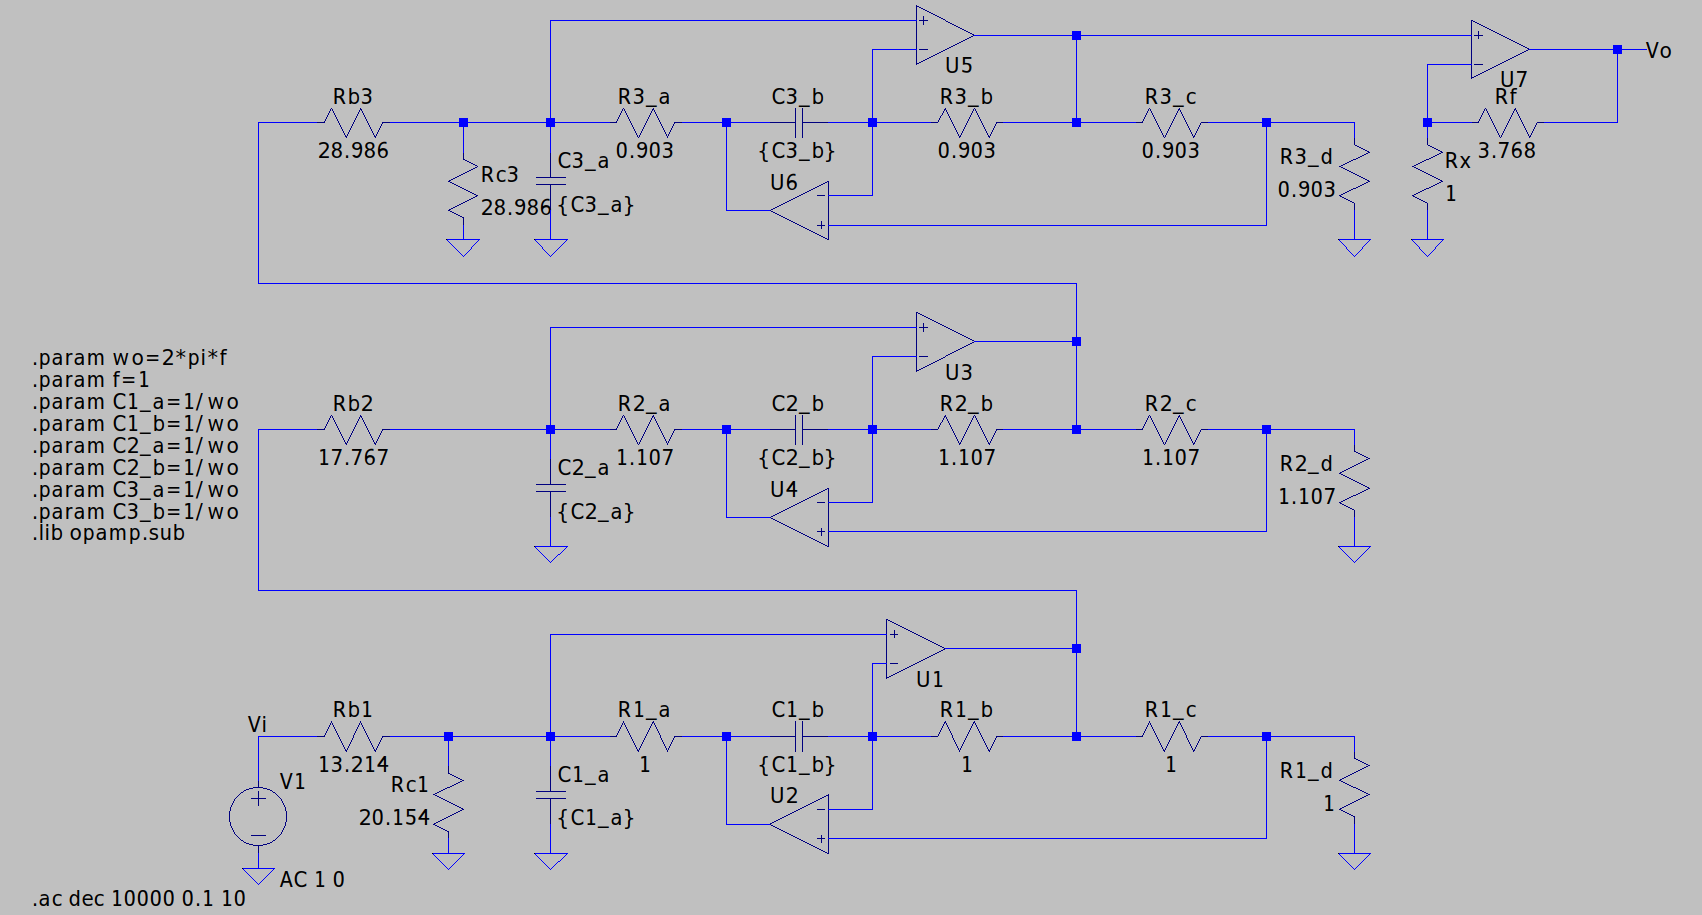 U5
U7
Vo
Rb3
28.986
Rc3
28.986
R3_a
0.903
C3_a
{C3_a}
C3_b
{C3_b}
U6
R3_b
0.903
R3_c
0.903
R3_d
0.903
Rf
3.768
Rx
1
.param wo=2*pi*f
.param f=1
.param C1_a=1/wo
.param C1_b=1/wo
.param C2_a=1/wo
.param C2_b=1/wo
.param C3_a=1/wo
.param C3_b=1/wo
.lib opamp.sub
U3
Rb2
17.767
R2_a
1.107
C2_a
{C2_a}
C2_b
{C2_b}
U4
R2_b
1.107
R2_c
1.107
R2_d
1.107
U1
Vi
V1
AC 1 0
Rb1
13.214
Rc1
20.154
R1_a
1
C1_a
{C1_a}
C1_b
{C1_b}
U2
R1_b
1
R1_c
1
R1_d
1
.ac dec 10000 0.1 10